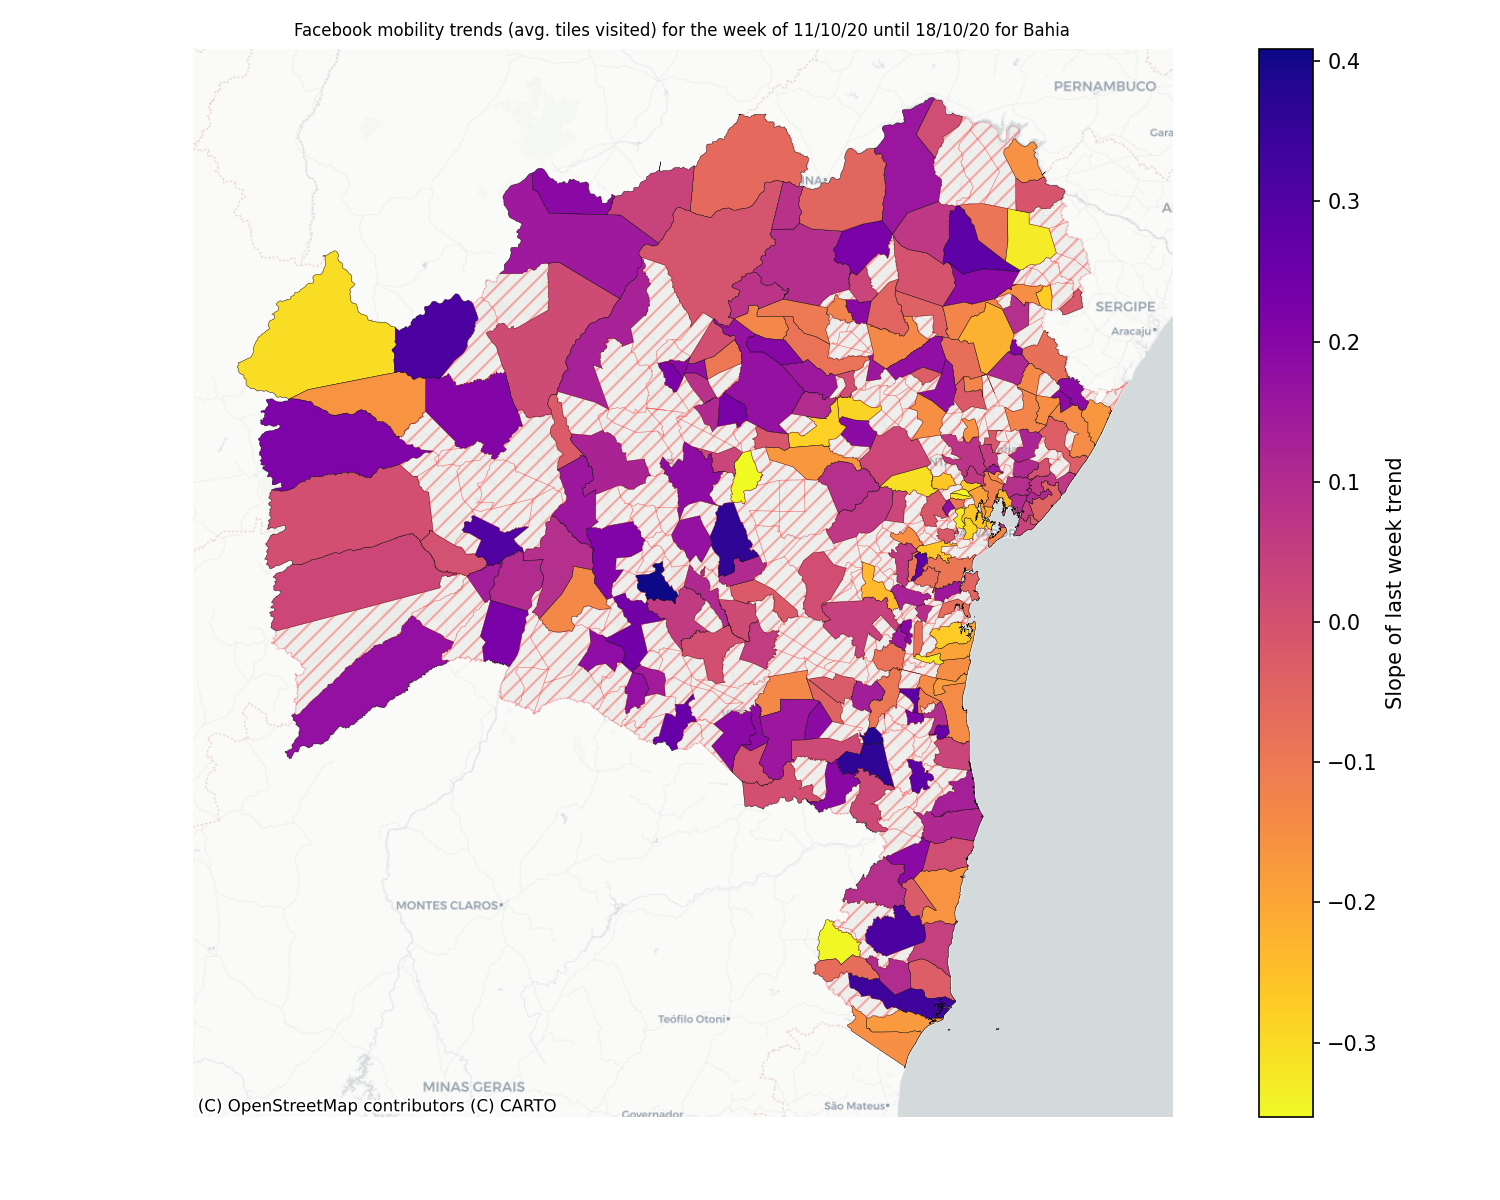 Facebook mobility trends (avg. tiles visited) for the week of 11/10/20 until 18/10/20 for Bahia
PERNAMBUCO
Gara
INA
A
SERGIPE
Aracaju
MONTES CLAROS
Teófilo Otoni
MINAS GERAIS
São Mateus
Governador
(C) OpenStreetMap contributors (C) CARTO
0.4
0.3
0.2
0.1
0.0
−0.1
−0.2
−0.3
Slope of last week trend